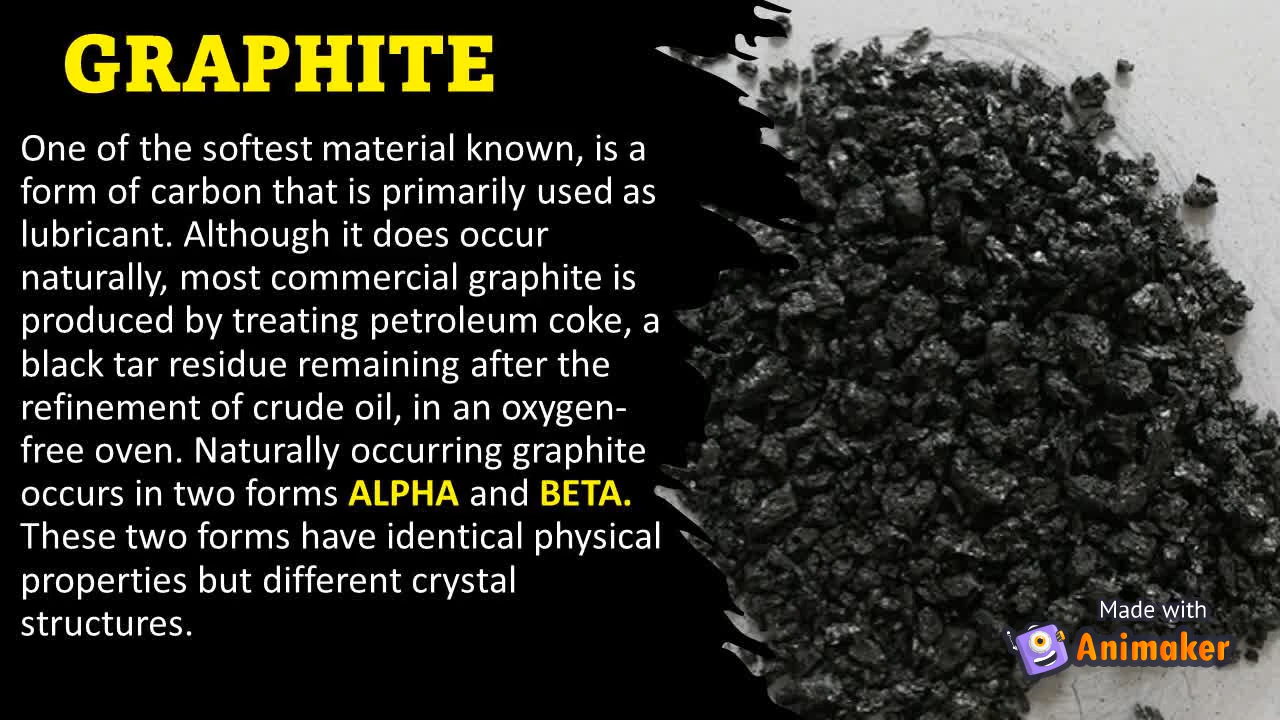 GRAPHITE
One of the softest material known, is a
form of carbon that is primarily used as
lubricant. Although it does occur
naturally, most commercial graphite is
produced by treating petroleum coke, a
black tar residue remaining after the
refinement of crude oil, in an oxygen-
free oven. Naturally occurring graphite
occurs in two forms ALPHA and BETA.
These two forms have identical physical
properties but different crystal
structures.
Made with
Animaker